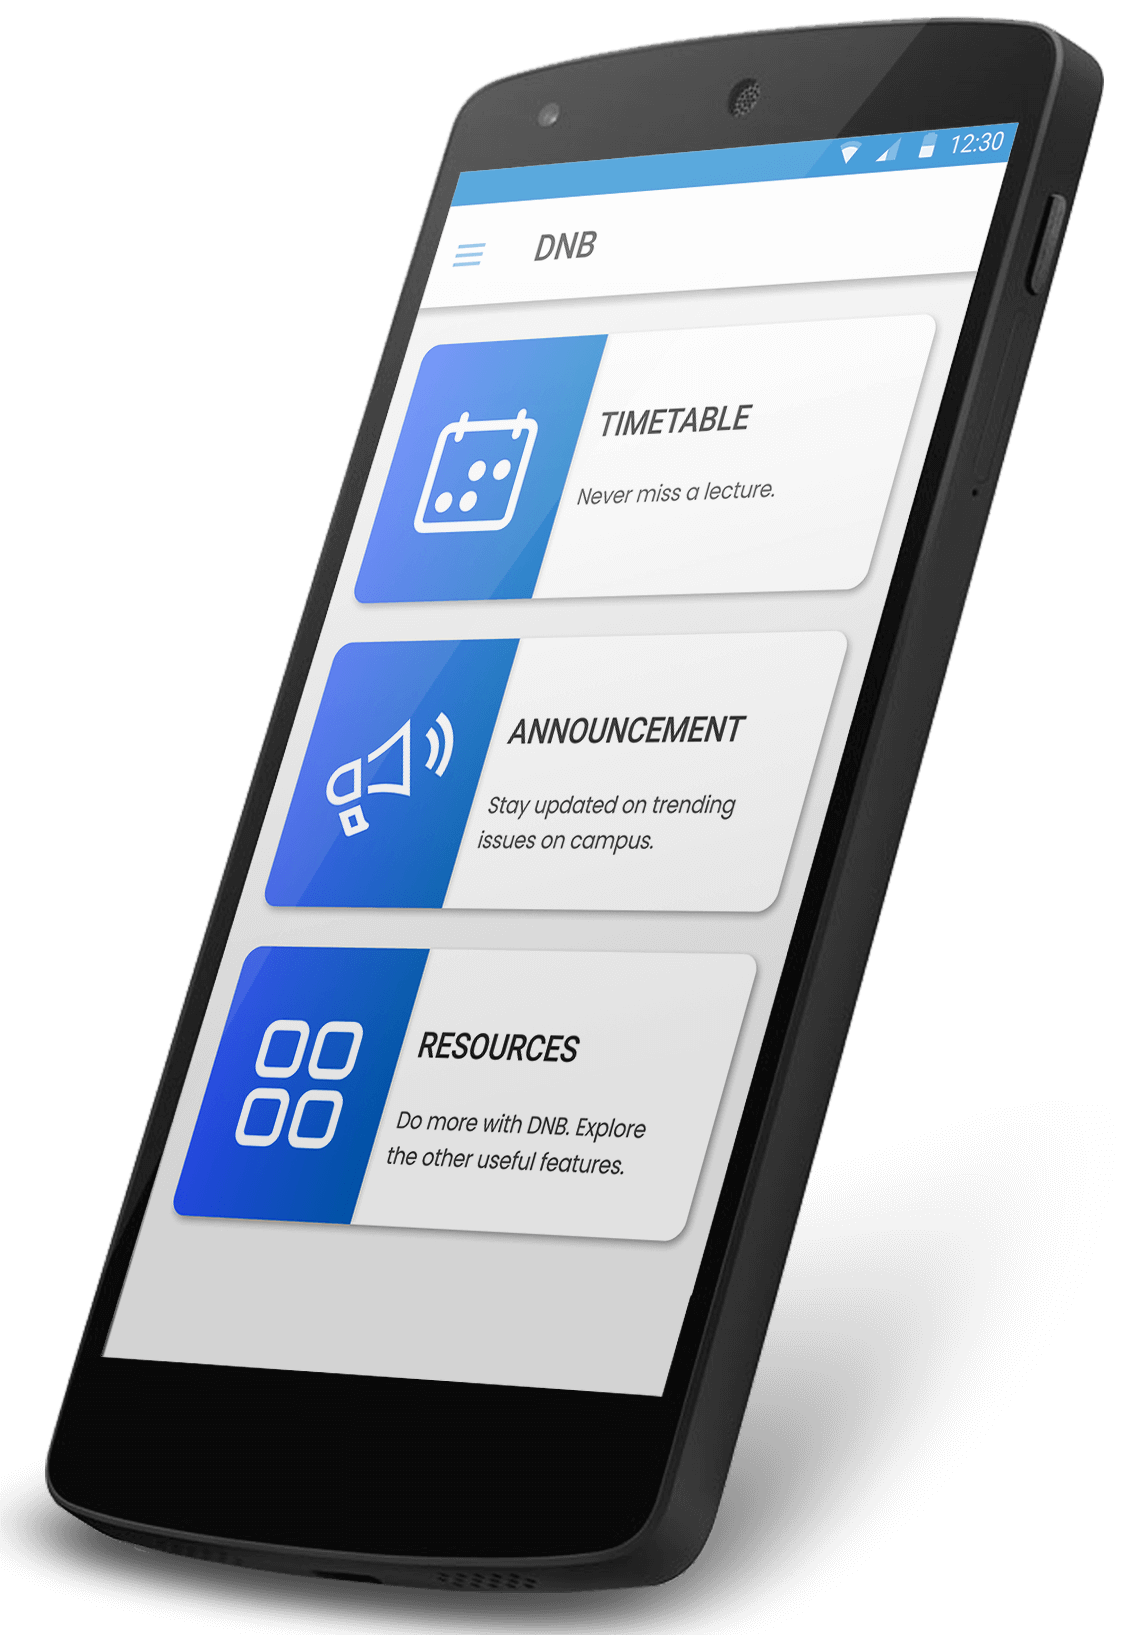 12:30
DNB
TIMETABLE
Never miss a lecture.
ANNOUNCEMENT
Stay updated on trending
issues on campus.
RESOURCES
Do more with DNB. Explore
the other useful features.